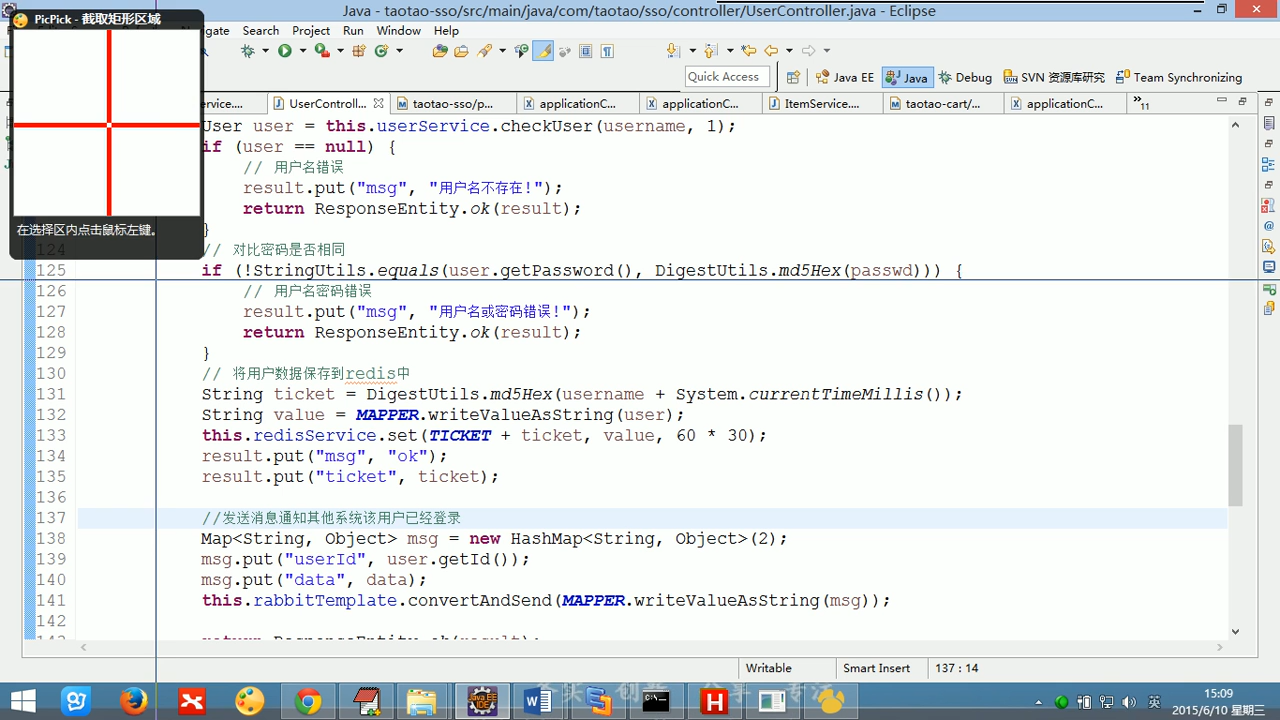 Java - taotao-sso/src/main/java/com/taotao/sso/controller/UserController.java - Eclipse
PicPick - 截取矩形区域
Search Project Run Window Help
Quick Access
Java EE Java Debug SVN 资源库研究 Team Synchronizing
ervice.... UserControll... taotao-sso/p... applicationC... applicationC... ItemService.... taotao-cart/... applicationC... »11
在选择区内点击鼠标左键。
User user = this.userService.checkUser(username, 1);
if (user == null) {
// 用户名错误
result.put("msg", "用户名不存在!");
return ResponseEntity.ok(result);
}
124 // 对比密码是否相同
125 if (!StringUtils.equals(user.getPassword(), DigestUtils.md5Hex(passwd))) {
126 // 用户名密码错误
127 result.put("msg", "用户名或密码错误!");
128 return ResponseEntity.ok(result);
129 }
130 // 将用户数据保存到redis中
131 String ticket = DigestUtils.md5Hex(username + System.currentTimeMillis());
132 String value = MAPPER.writeValueAsString(user);
133 this.redisService.set(TICKET + ticket, value, 60 * 30);
134 result.put("msg", "ok");
135 result.put("ticket", ticket);
136
137 //发送消息通知其他系统该用户已经登录
138 Map<String, Object> msg = new HashMap<String, Object>(2);
139 msg.put("userId", user.getId());
140 msg.put("data", data);
141 this.rabbitTemplate.convertAndSend(MAPPER.writeValueAsString(msg));
142
143 return ResponseEntity.ok(result);
Writable Smart Insert 137 : 14
英
15:09
2015/6/10 星期三